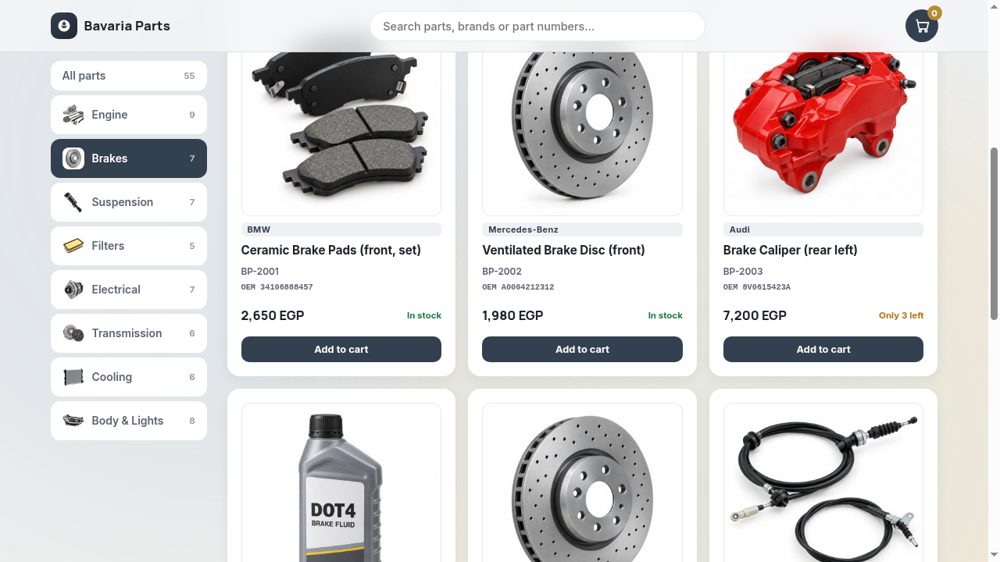 Bavaria Parts
Search parts, brands or part numbers...
0
All parts 55
Engine 9
Brakes 7
Suspension 7
Filters 5
Electrical 7
Transmission 6
Cooling 6
Body & Lights 8
BMW
Ceramic Brake Pads (front, set)
BP-2001
OEM 34106888457
2,650 EGP In stock
Add to cart
Mercedes-Benz
Ventilated Brake Disc (front)
BP-2002
OEM A0004212312
1,980 EGP In stock
Add to cart
Audi
Brake Caliper (rear left)
BP-2003
OEM 8V0615423A
7,200 EGP Only 3 left
Add to cart
DOT4
BRAKE FLUID